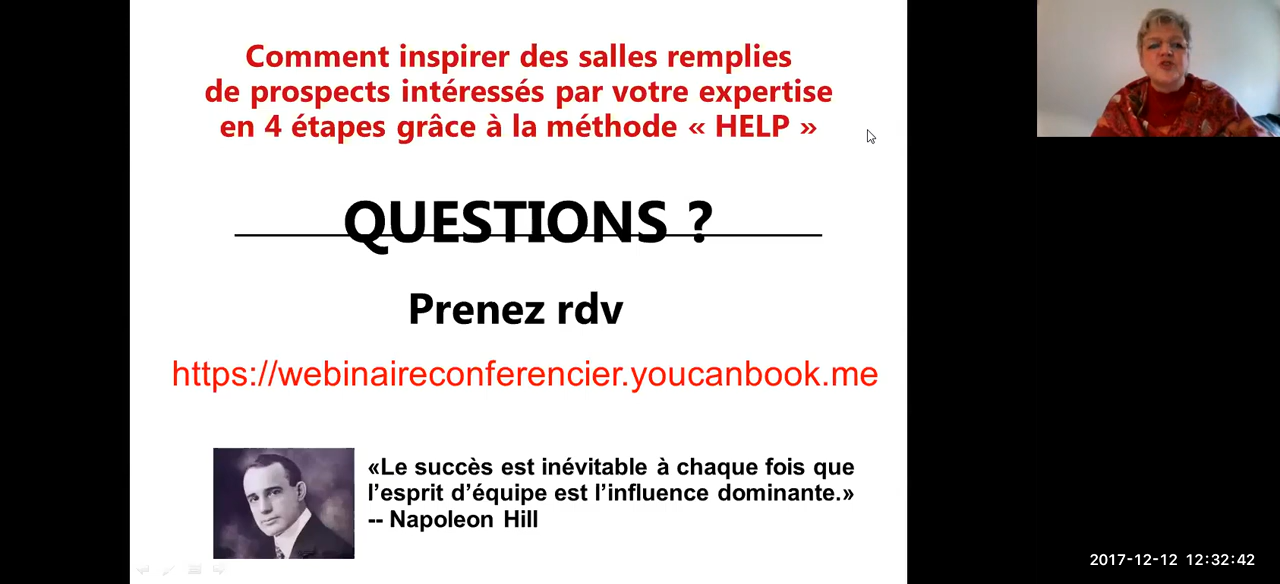 Comment inspirer des salles remplies
de prospects intéressés par votre expertise
en 4 étapes grâce à la méthode « HELP »
QUESTIONS ?
Prenez rdv
https://webinaireconferencier.youcanbook.me
«Le succès est inévitable à chaque fois que
l’esprit d’équipe est l’influence dominante.»
-- Napoleon Hill
2017-12-12 12:32:42